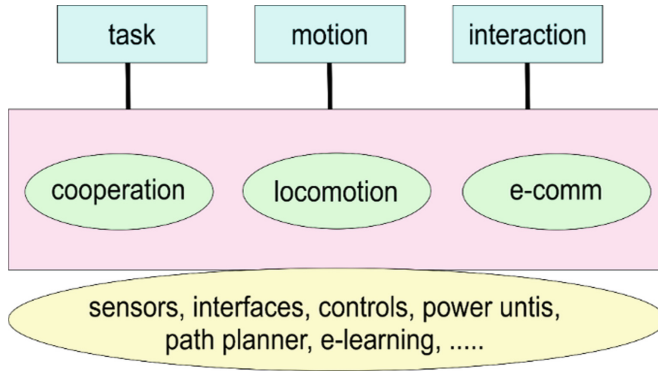 task
motion
interaction
cooperation
locomotion
e-comm
sensors, interfaces, controls, power untis,
path planner, e-learning, .....